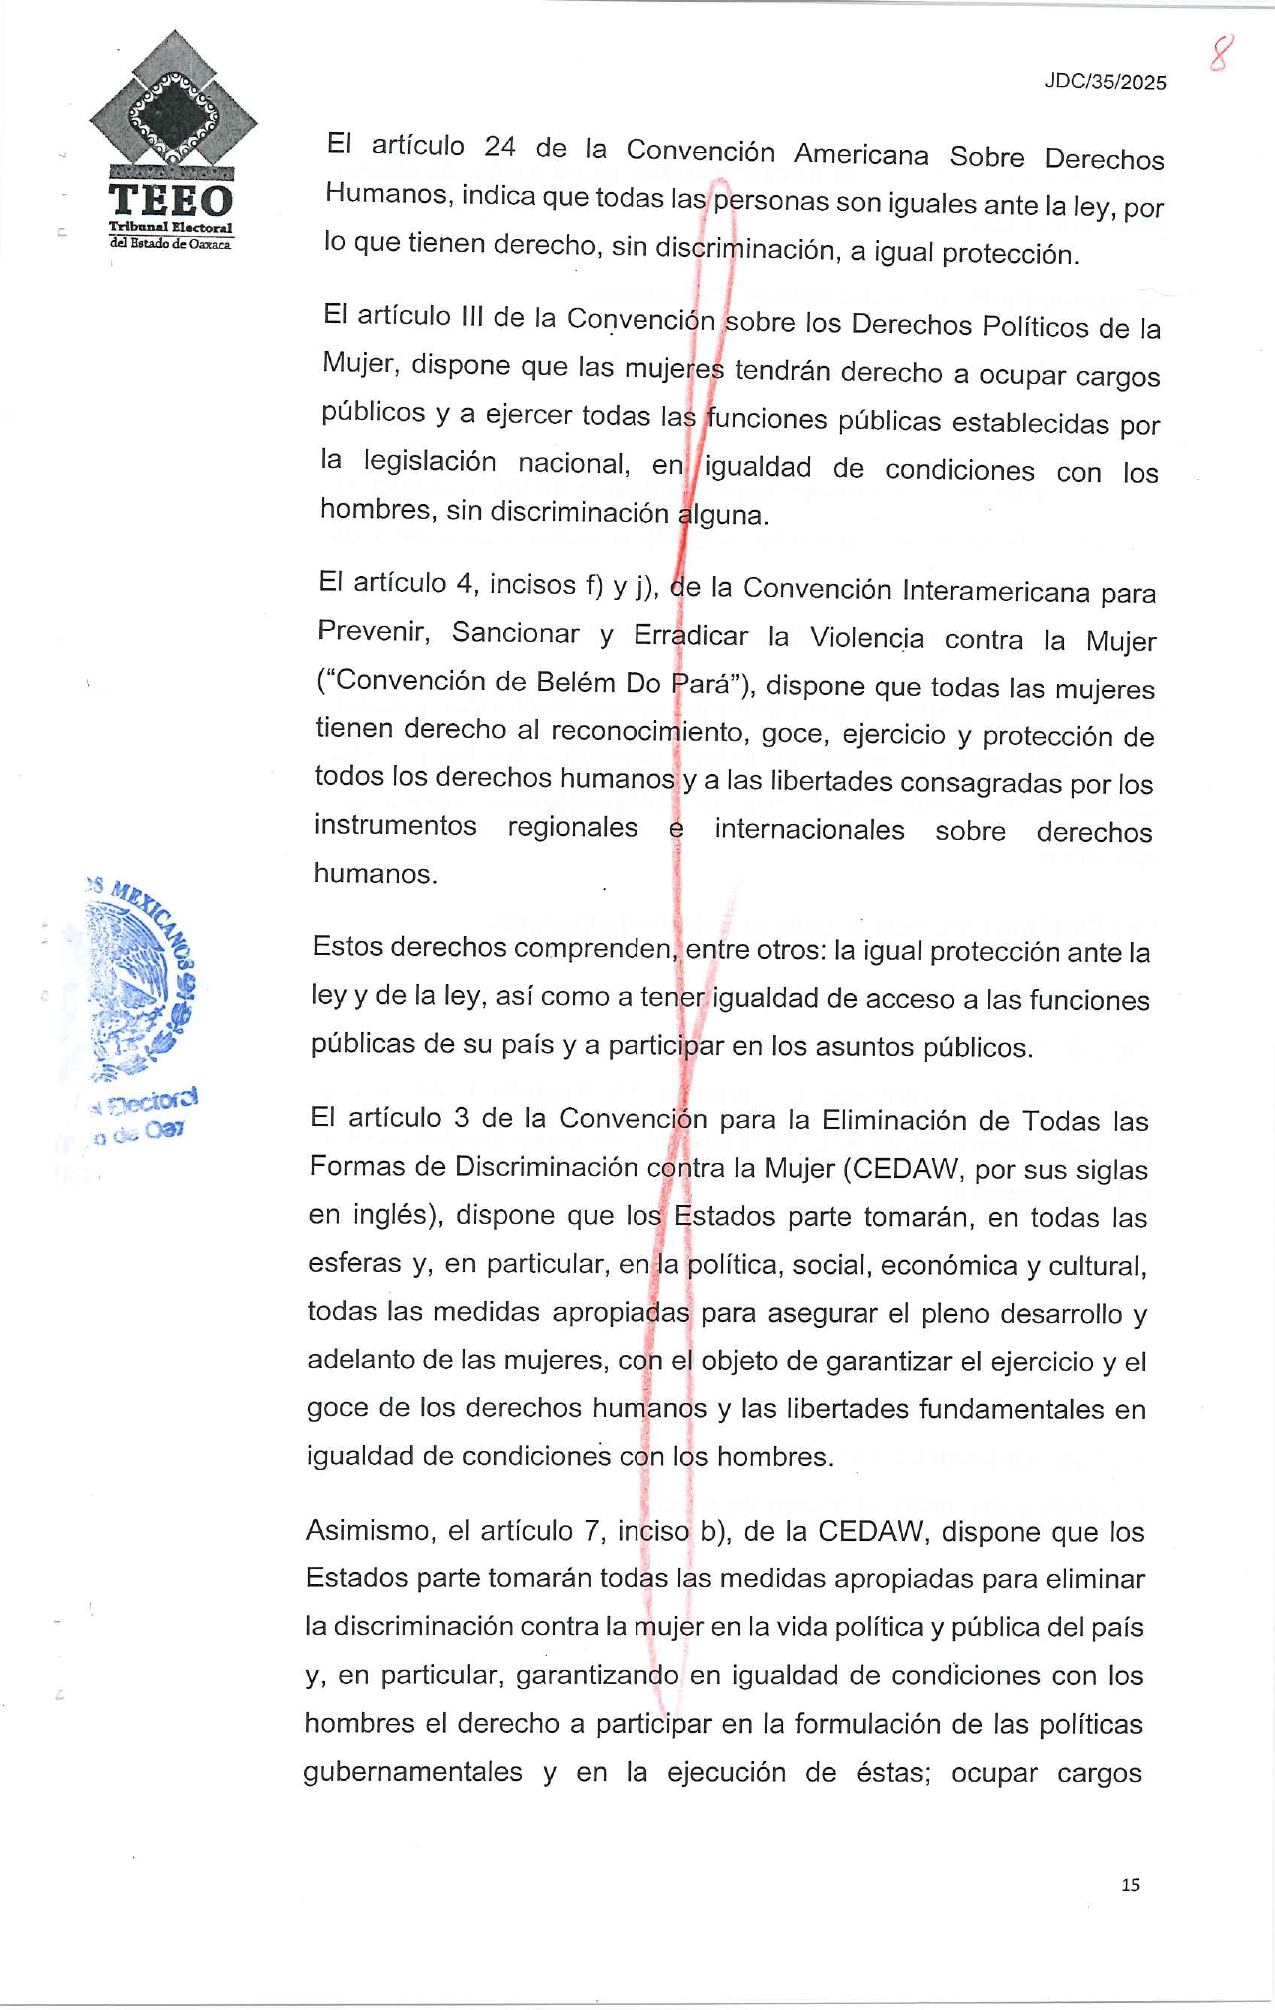 8
JDC/35/2025
TEEO
Tribunal Electoral
del Estado de Oaxaca
El artículo 24 de la Convención Americana Sobre Derechos
Humanos, indica que todas las personas son iguales ante la ley, por
lo que tienen derecho, sin discriminación, a igual protección.
El artículo III de la Convención sobre los Derechos Políticos de la
Mujer, dispone que las mujeres tendrán derecho a ocupar cargos
públicos y a ejercer todas las funciones públicas establecidas por
la legislación nacional, en igualdad de condiciones con los
hombres, sin discriminación alguna.
El artículo 4, incisos f) y j), de la Convención Interamericana para
Prevenir, Sancionar y Erradicar la Violencia contra la Mujer
(“Convención de Belém Do Pará”), dispone que todas las mujeres
tienen derecho al reconocimiento, goce, ejercicio y protección de
todos los derechos humanos y a las libertades consagradas por los
instrumentos regionales e internacionales sobre derechos
humanos.
OS MEXICANOS
Estos derechos comprenden, entre otros: la igual protección ante la
ley y de la ley, así como a tener igualdad de acceso a las funciones
públicas de su país y a participar en los asuntos públicos.
l Electoral
o de Oax
El artículo 3 de la Convención para la Eliminación de Todas las
Formas de Discriminación contra la Mujer (CEDAW, por sus siglas
en inglés), dispone que los Estados parte tomarán, en todas las
esferas y, en particular, en la política, social, económica y cultural,
todas las medidas apropiadas para asegurar el pleno desarrollo y
adelanto de las mujeres, con el objeto de garantizar el ejercicio y el
goce de los derechos humanos y las libertades fundamentales en
igualdad de condiciones con los hombres.
Asimismo, el artículo 7, inciso b), de la CEDAW, dispone que los
Estados parte tomarán todas las medidas apropiadas para eliminar
la discriminación contra la mujer en la vida política y pública del país
y, en particular, garantizando en igualdad de condiciones con los
hombres el derecho a participar en la formulación de las políticas
gubernamentales y en la ejecución de éstas; ocupar cargos
15